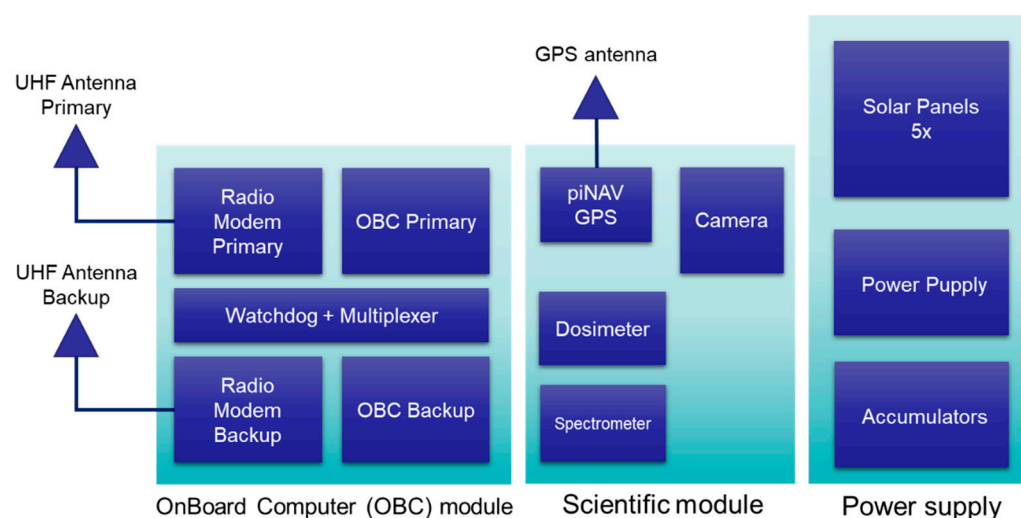 UHF Antenna
Primary
Radio
Modem
Primary
OBC Primary
Watchdog + Multiplexer
UHF Antenna
Backup
Radio
Modem
Backup
OBC Backup
OnBoard Computer (OBC) module
GPS antenna
piNAV
GPS
Camera
Dosimeter
Spectrometer
Scientific module
Solar Panels
5x
Power Pupply
Accumulators
Power supply